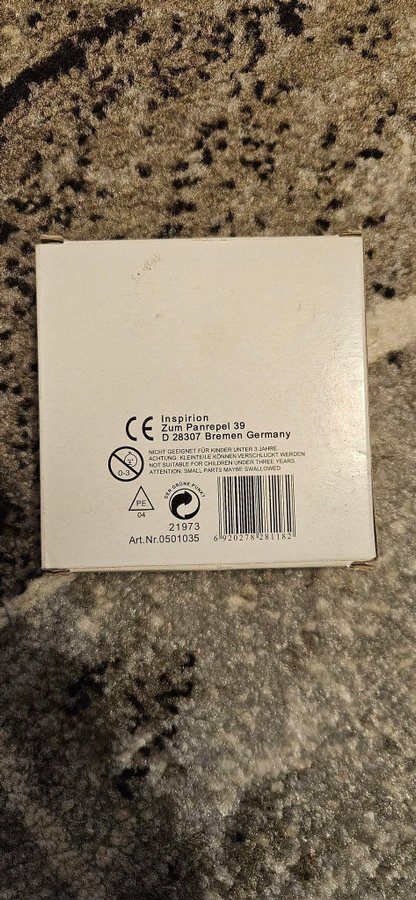 CE Inspirion
Zum Panrepel 39
D 28307 Bremen Germany
0-3
NICHT GEEIGNET FÜR KINDER UNTER 3 JAHRE
ACHTUNG: KLEINTEILE KÖNNENVERSCHLUCKT WERDEN
NOT SUITABLE FOR CHILDREN UNDER THREE YEARS.
ATTENTION: SMALL PARTS MAYBE SWALLOWED
PE
04
DER GRÜNE PUNKT
21973
Art.Nr.0501035
6 920278 281182